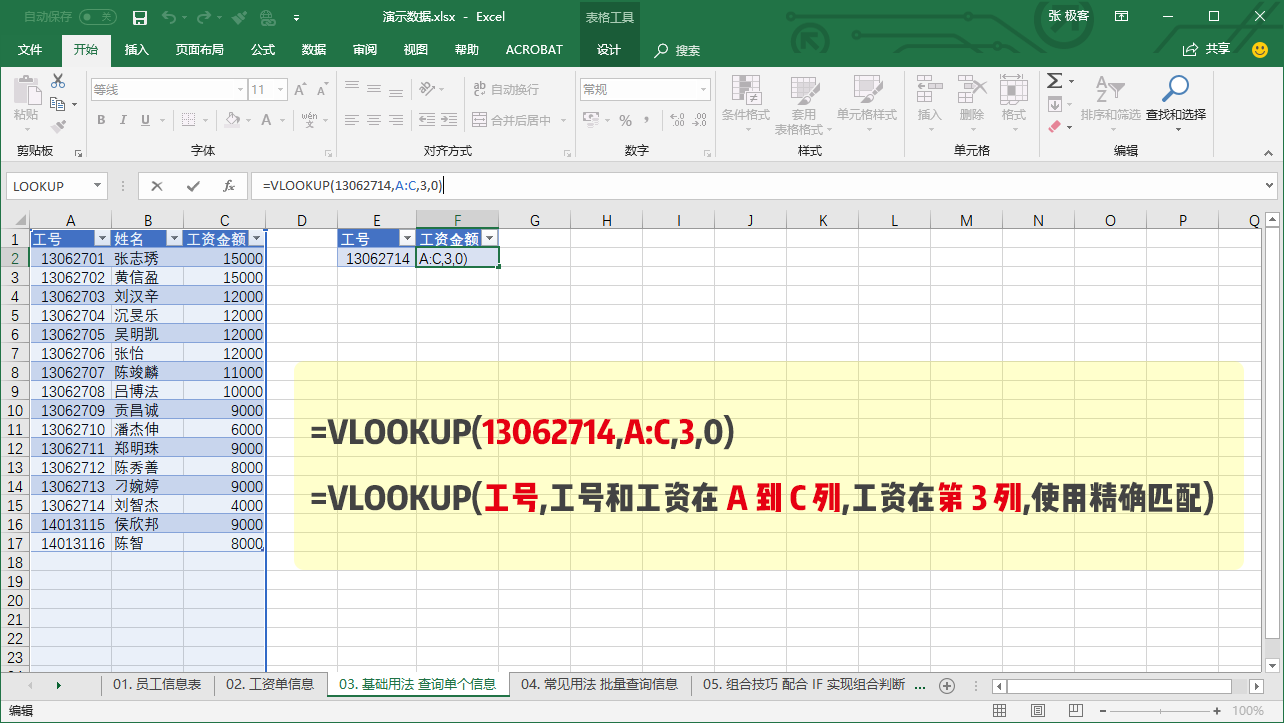 自动保存 关 演示数据.xlsx - Excel 表格工具 张 极客
文件 开始 插入 页面布局 公式 数据 审阅 视图 帮助 ACROBAT 设计 搜索 共享
粘贴 等线 11 自动换行 常规 条件格式 套用 表格格式 单元格样式 插入 删除 格式 排序和筛选 查找和选择
B I U A wén 文 合并后居中 % ,
剪贴板 字体 对齐方式 数字 样式 单元格 编辑
LOOKUP fx =VLOOKUP(13062714,A:C,3,0)
A B C D E F G H I J K L M N O P Q
1 工号 姓名 工资金额 工号 工资金额
2 13062701 张志琇 15000 13062714 A:C,3,0)
3 13062702 黄信盈 15000
4 13062703 刘汉辛 12000
5 13062704 沉旻乐 12000
6 13062705 吴明凯 12000
7 13062706 张怡 12000
8 13062707 陈竣麟 11000
9 13062708 吕博法 10000
10 13062709 贡昌诚 9000
11 13062710 潘杰伸 6000
12 13062711 郑明珠 9000
13 13062712 陈秀善 8000
14 13062713 刁婉婷 9000
15 13062714 刘智杰 4000
16 14013115 侯欣邦 9000
17 14013116 陈智 8000
18
19
20
21
22
23
=VLOOKUP(13062714,A:C,3,0)
=VLOOKUP(工号,工号和工资在 A 到 C 列,工资在第 3 列,使用精确匹配)
01. 员工信息表 02. 工资单信息 03. 基础用法 查询单个信息 04. 常见用法 批量查询信息 05. 组合技巧 配合 IF 实现组合判断 ...
编辑 100%